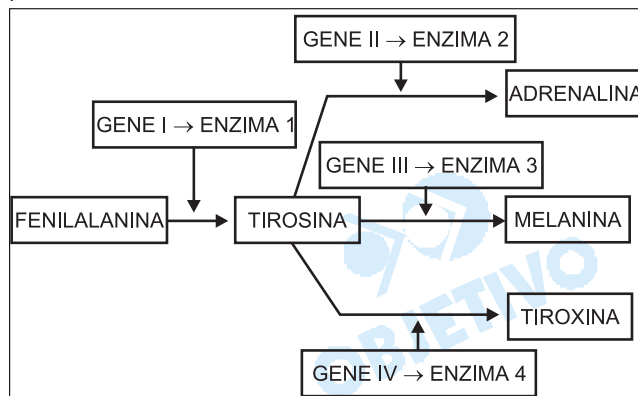 GENE II → ENZIMA 2
ADRENALINA
GENE I → ENZIMA 1
GENE III → ENZIMA 3
FENILALANINA
TIROSINA
MELANINA
TIROXINA
GENE IV → ENZIMA 4
OBJETIVO